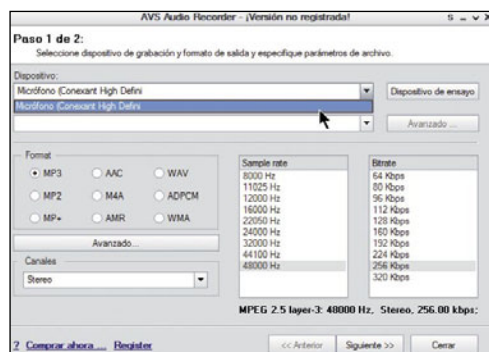 AVS Audio Recorder - ¡Versión no registrada!
Paso 1 de 2:
Seleccione dispositivo de grabación y formato de salida y especifique parámetros de archivo.
Dispositivo:
Micrófono (Conexant High Defini
Dispositivo de ensayo
Micrófono (Conexant High Defini
Avanzado ...
Format
MP3 AAC WAV
MP2 M4A ADPCM
MP+ AMR WMA
Avanzado...
Canales
Stereo
Sample rate
8000 Hz
11025 Hz
12000 Hz
16000 Hz
22050 Hz
24000 Hz
32000 Hz
44100 Hz
48000 Hz
Bitrate
64 Kbps
80 Kbps
96 Kbps
112 Kbps
128 Kbps
160 Kbps
192 Kbps
224 Kbps
256 Kbps
320 Kbps
MPEG 2.5 layer-3: 48000 Hz, Stereo, 256.00 kbps;
? Comprar ahora ... Register
<< Anterior Siguiente >> Cerrar